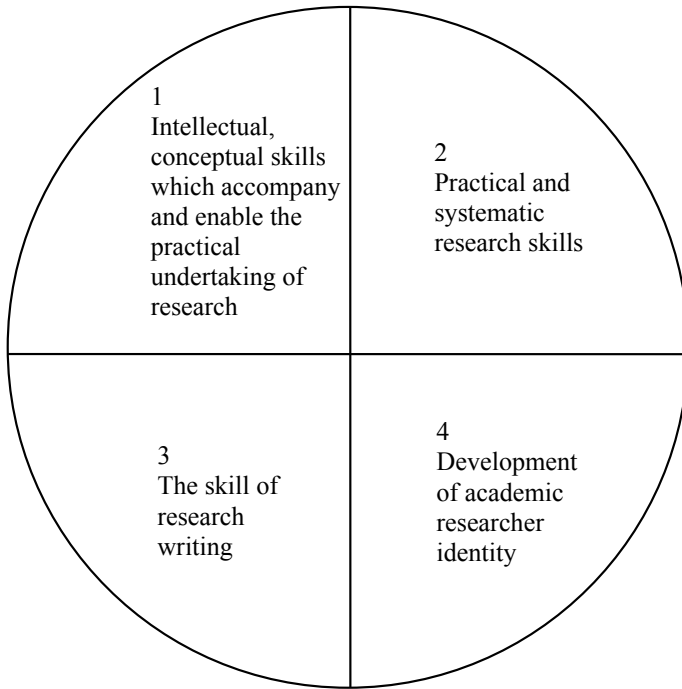 1
Intellectual,
conceptual skills
which accompany
and enable the
practical
undertaking of
research
2
Practical and
systematic
research skills
3
The skill of
research
writing
4
Development
of academic
researcher
identity